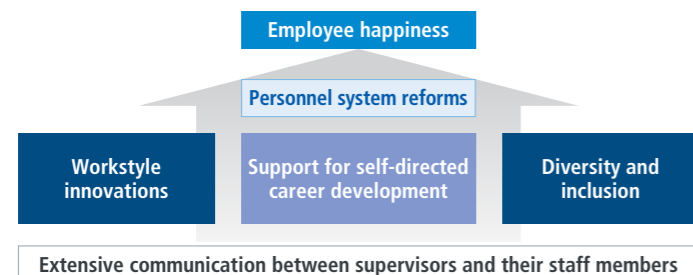 Employee happiness
Personnel system reforms
Workstyle
innovations
Support for self-directed
career development
Diversity and
inclusion
Extensive communication between supervisors and their staff members